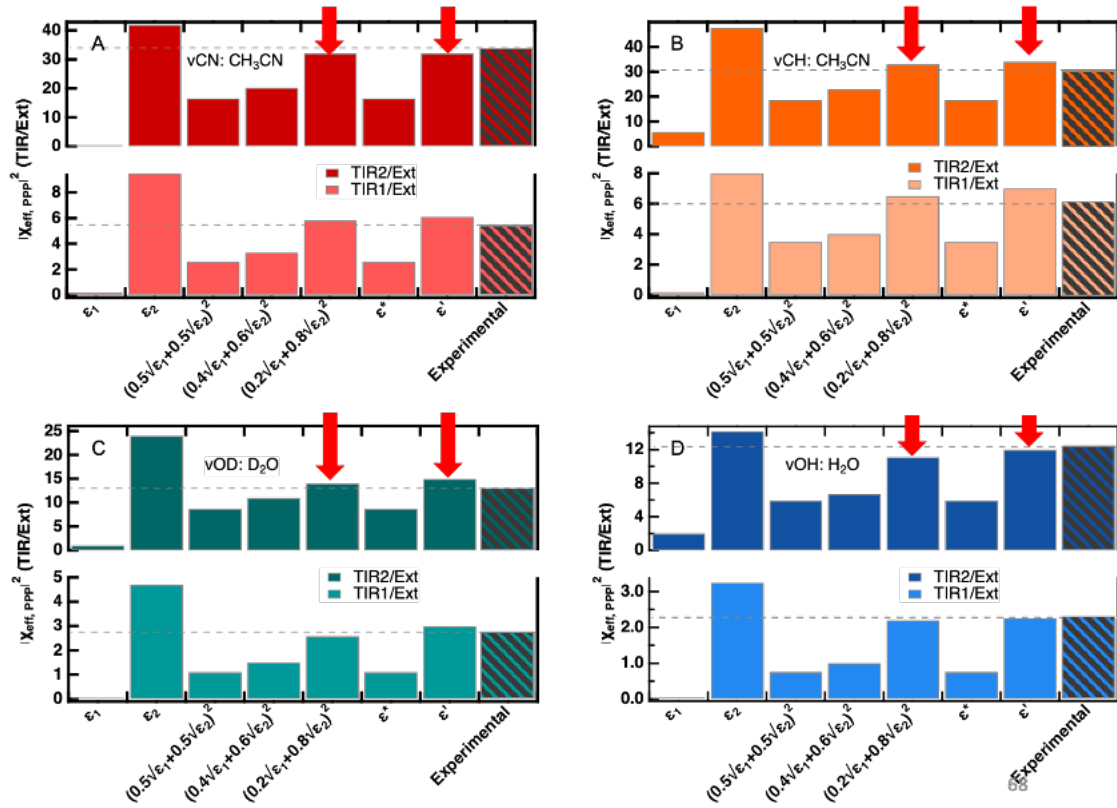 A
νCN: CH₃CN
|χeff, PPP|² (TIR/Ext)
40
30
20
10
0
TIR2/Ext
TIR1/Ext
8
6
4
2
0
ε₁
ε₂
(0.5√ε₁+0.5√ε₂)²
(0.4√ε₁+0.6√ε₂)²
(0.2√ε₁+0.8√ε₂)²
ε*
ε'
Experimental
B
νCH: CH₃CN
|χeff, PPP|² (TIR/Ext)
40
30
20
10
0
TIR2/Ext
TIR1/Ext
8
6
4
2
0
ε₁
ε₂
(0.5√ε₁+0.5√ε₂)²
(0.4√ε₁+0.6√ε₂)²
(0.2√ε₁+0.8√ε₂)²
ε*
ε'
Experimental
C
νOD: D₂O
|χeff, PPP|² (TIR/Ext)
25
20
15
10
5
0
TIR2/Ext
TIR1/Ext
5
4
3
2
1
0
ε₁
ε₂
(0.5√ε₁+0.5√ε₂)²
(0.4√ε₁+0.6√ε₂)²
(0.2√ε₁+0.8√ε₂)²
ε*
ε'
Experimental
D
νOH: H₂O
|χeff, PPP|² (TIR/Ext)
12
8
4
0
TIR2/Ext
TIR1/Ext
3.0
2.0
1.0
0.0
ε₁
ε₂
(0.5√ε₁+0.5√ε₂)²
(0.4√ε₁+0.6√ε₂)²
(0.2√ε₁+0.8√ε₂)²
ε*
ε'
Experimental
68